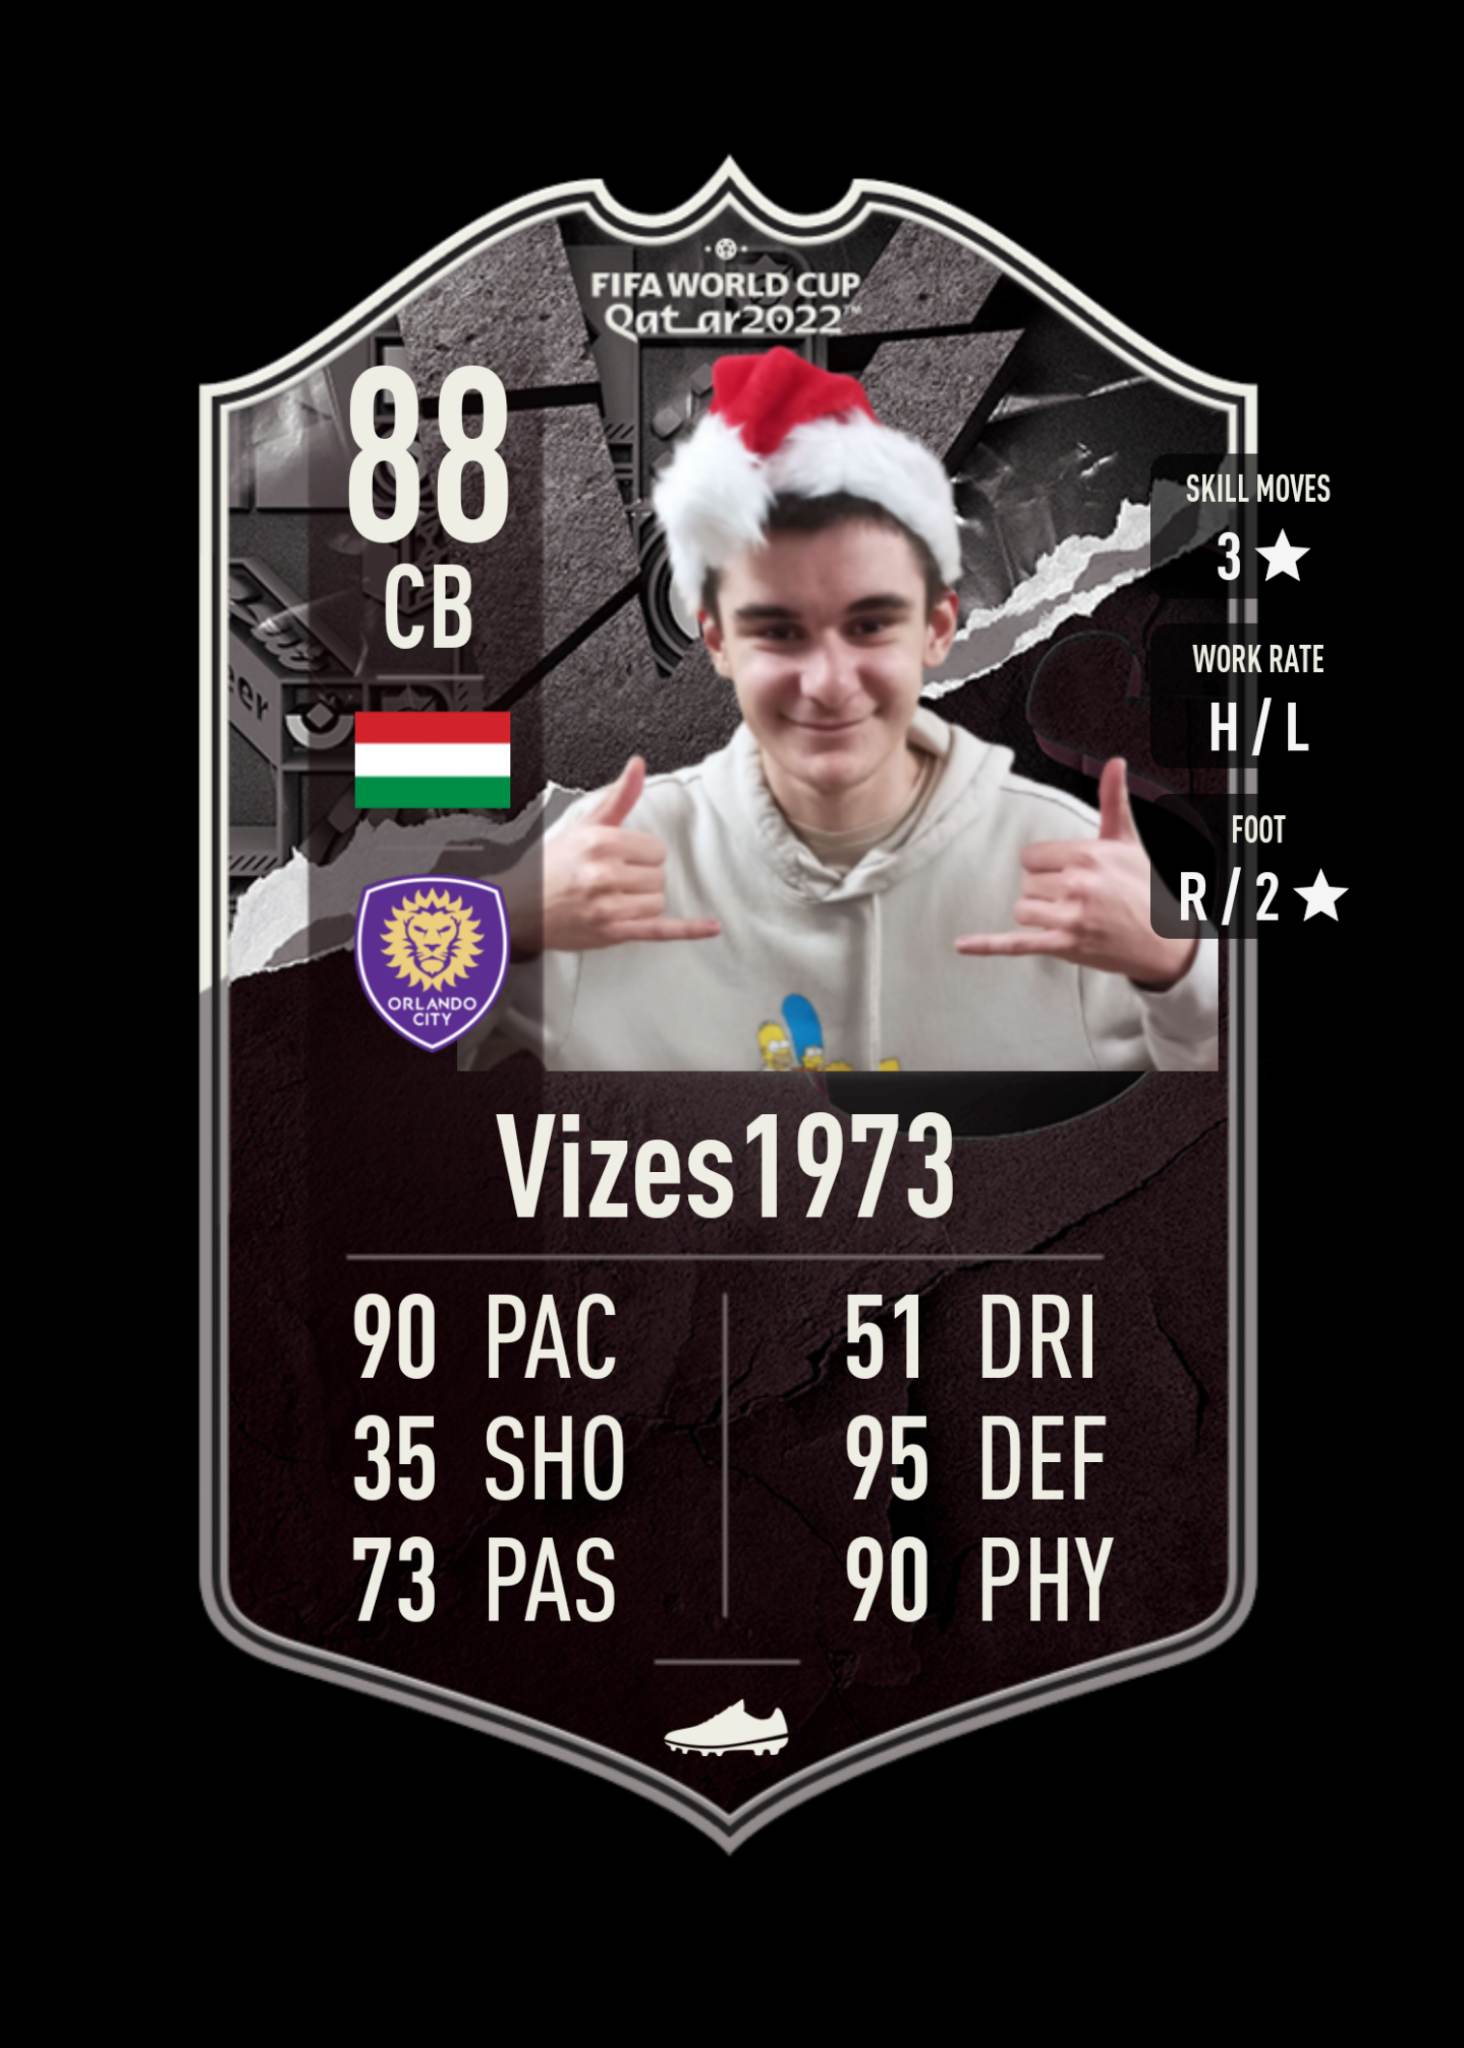 FIFA WORLD CUP
Qatar2022™
88
CB
SKILL MOVES
3 ★
WORK RATE
H / L
FOOT
R / 2 ★
ORLANDO
CITY
Vizes1973
90 PAC
35 SHO
73 PAS
51 DRI
95 DEF
90 PHY